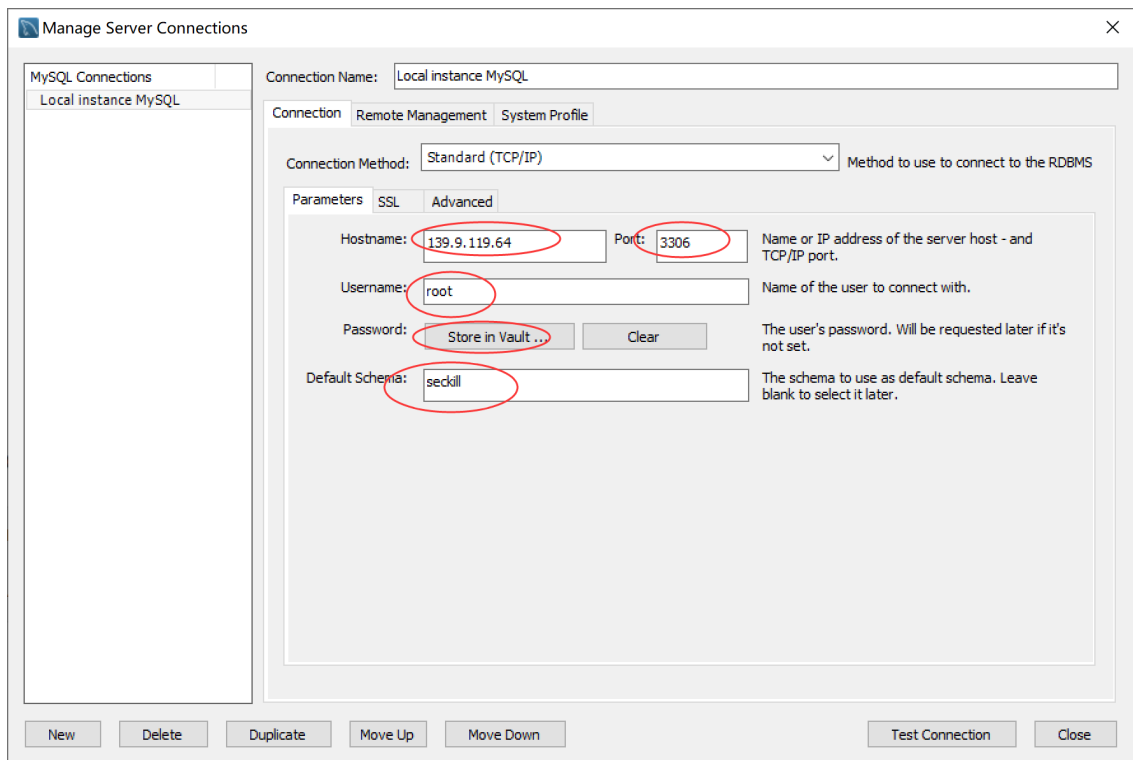 Manage Server Connections
MySQL Connections
Local instance MySQL
Connection Name: Local instance MySQL
Connection Remote Management System Profile
Connection Method: Standard (TCP/IP) Method to use to connect to the RDBMS
Parameters SSL Advanced
Hostname: 139.9.119.64 Port: 3306 Name or IP address of the server host - and
TCP/IP port.
Username: root Name of the user to connect with.
Password: Store in Vault ... Clear The user's password. Will be requested later if it's
not set.
Default Schema: seckill The schema to use as default schema. Leave
blank to select it later.
New Delete Duplicate Move Up Move Down Test Connection Close